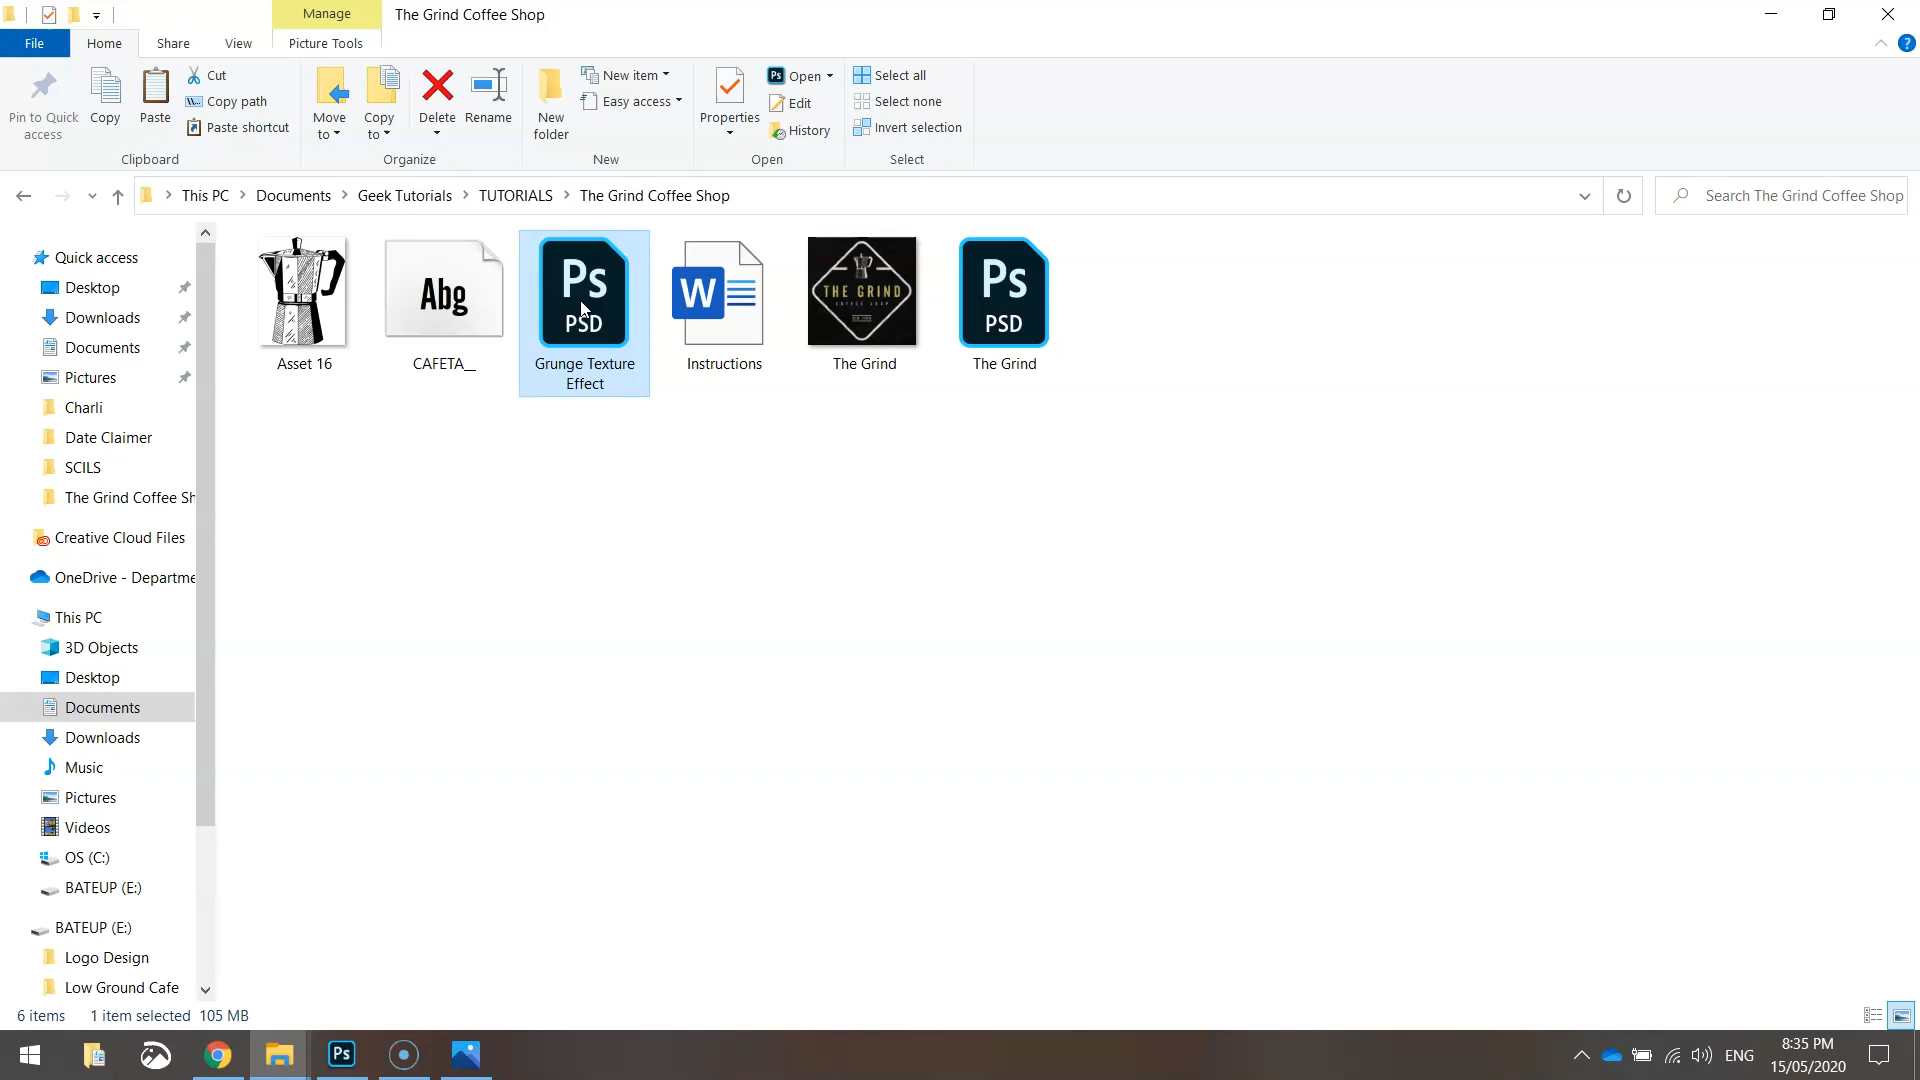 Manage
The Grind Coffee Shop
File
Home
Share
View
Picture Tools
Pin to Quick access
Copy
Paste
Cut
Copy path
Paste shortcut
Clipboard
Move to
Copy to
Delete
Rename
Organize
New folder
New item
Easy access
New
Properties
Ps Open
Edit
History
Open
Select all
Select none
Invert selection
Select
This PC
Documents
Geek Tutorials
TUTORIALS
The Grind Coffee Shop
Search The Grind Coffee Shop
Quick access
Desktop
Downloads
Documents
Pictures
Charli
Date Claimer
SCILS
The Grind Coffee Sh
Creative Cloud Files
OneDrive - Departme
This PC
3D Objects
Desktop
Documents
Downloads
Music
Pictures
Videos
OS (C:)
BATEUP (E:)
BATEUP (E:)
Logo Design
Low Ground Cafe
Asset 16
Abg
CAFETA__
Ps
PSD
Grunge Texture
Effect
W
Instructions
THE GRIND
COFFEE SHOP
The Grind
Ps
PSD
The Grind
6 items
1 item selected 105 MB
Ps
ENG
8:35 PM
15/05/2020